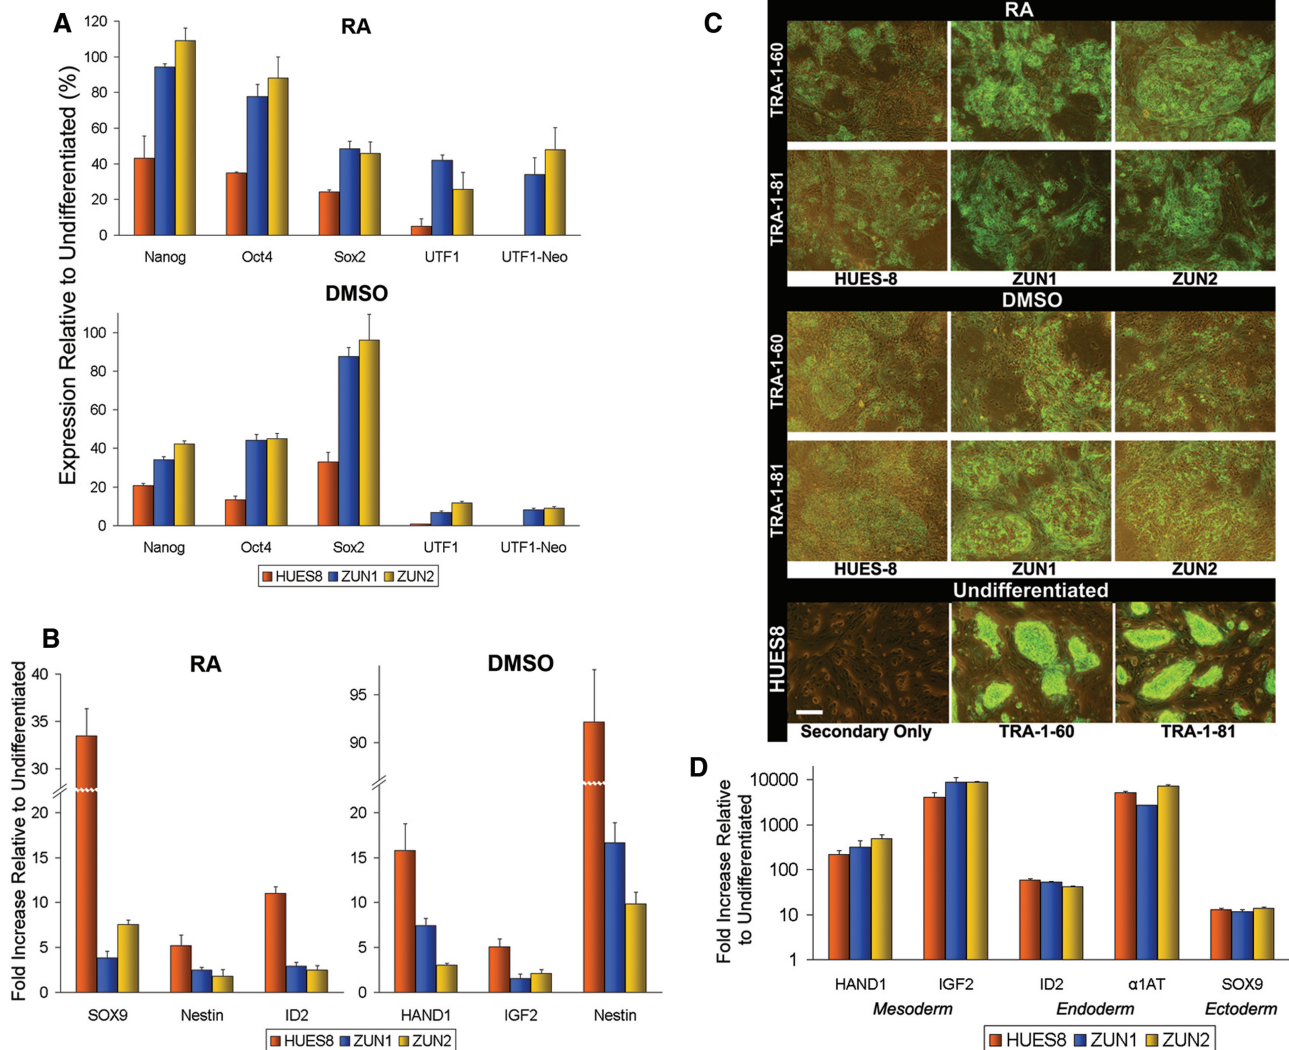 A
RA
Expression Relative to Undifferentiated (%)
120
100
80
60
40
20
0
Nanog Oct4 Sox2 UTF1 UTF1-Neo
DMSO
100
80
60
40
20
0
Nanog Oct4 Sox2 UTF1 UTF1-Neo
HUES8 ZUN1 ZUN2
B
RA
Fold Increase Relative to Undifferentiated
40
35
30
20
15
10
5
0
SOX9 Nestin ID2
DMSO
95
90
20
15
10
5
0
HAND1 IGF2 Nestin
HUES8 ZUN1 ZUN2
C
RA
TRA-1-60
TRA-1-81
HUES-8 ZUN1 ZUN2
DMSO
TRA-1-60
TRA-1-81
HUES-8 ZUN1 ZUN2
Undifferentiated
HUES8
Secondary Only TRA-1-60 TRA-1-81
D
Fold Increase Relative
to Undifferentiated
10000
1000
100
10
1
HAND1 IGF2 ID2 α1AT SOX9
Mesoderm Endoderm Ectoderm
HUES8 ZUN1 ZUN2